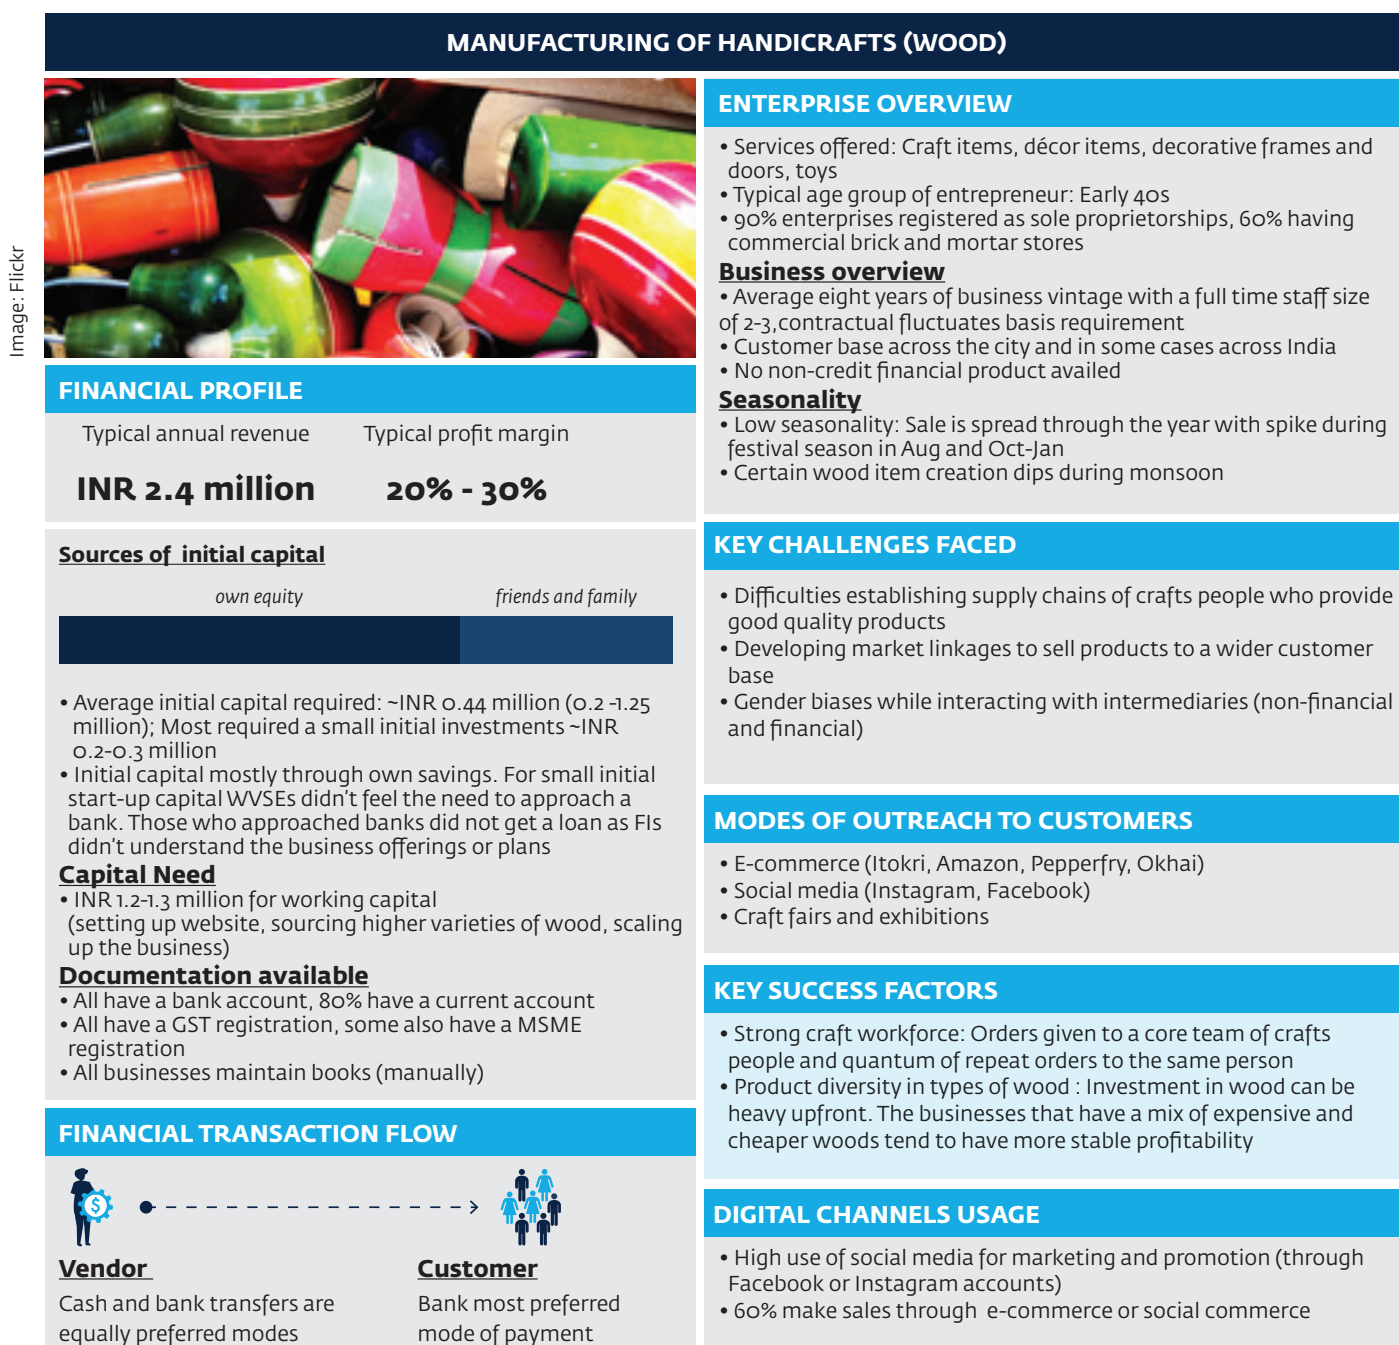 MANUFACTURING OF HANDICRAFTS (WOOD)
Image: Flickr
FINANCIAL PROFILE
Typical annual revenue
INR 2.4 million
Typical profit margin
20% - 30%
Sources of initial capital
own equity
friends and family
• Average initial capital required: ~INR 0.44 million (0.2 -1.25
million); Most required a small initial investments ~INR
0.2-0.3 million
• Initial capital mostly through own savings. For small initial
start-up capital WVSEs didn't feel the need to approach a
bank. Those who approached banks did not get a loan as FIs
didn't understand the business offerings or plans
Capital Need
• INR 1.2-1.3 million for working capital
(setting up website, sourcing higher varieties of wood, scaling
up the business)
Documentation available
• All have a bank account, 80% have a current account
• All have a GST registration, some also have a MSME
registration
• All businesses maintain books (manually)
FINANCIAL TRANSACTION FLOW
$
Vendor
Cash and bank transfers are
equally preferred modes
Customer
Bank most preferred
mode of payment
ENTERPRISE OVERVIEW
• Services offered: Craft items, décor items, decorative frames and
doors, toys
• Typical age group of entrepreneur: Early 40s
• 90% enterprises registered as sole proprietorships, 60% having
commercial brick and mortar stores
Business overview
• Average eight years of business vintage with a full time staff size
of 2-3,contractual fluctuates basis requirement
• Customer base across the city and in some cases across India
• No non-credit financial product availed
Seasonality
• Low seasonality: Sale is spread through the year with spike during
festival season in Aug and Oct-Jan
• Certain wood item creation dips during monsoon
KEY CHALLENGES FACED
• Difficulties establishing supply chains of crafts people who provide
good quality products
• Developing market linkages to sell products to a wider customer
base
• Gender biases while interacting with intermediaries (non-financial
and financial)
MODES OF OUTREACH TO CUSTOMERS
• E-commerce (Itokri, Amazon, Pepperfry, Okhai)
• Social media (Instagram, Facebook)
• Craft fairs and exhibitions
KEY SUCCESS FACTORS
• Strong craft workforce: Orders given to a core team of crafts
people and quantum of repeat orders to the same person
• Product diversity in types of wood : Investment in wood can be
heavy upfront. The businesses that have a mix of expensive and
cheaper woods tend to have more stable profitability
DIGITAL CHANNELS USAGE
• High use of social media for marketing and promotion (through
Facebook or Instagram accounts)
• 60% make sales through e-commerce or social commerce